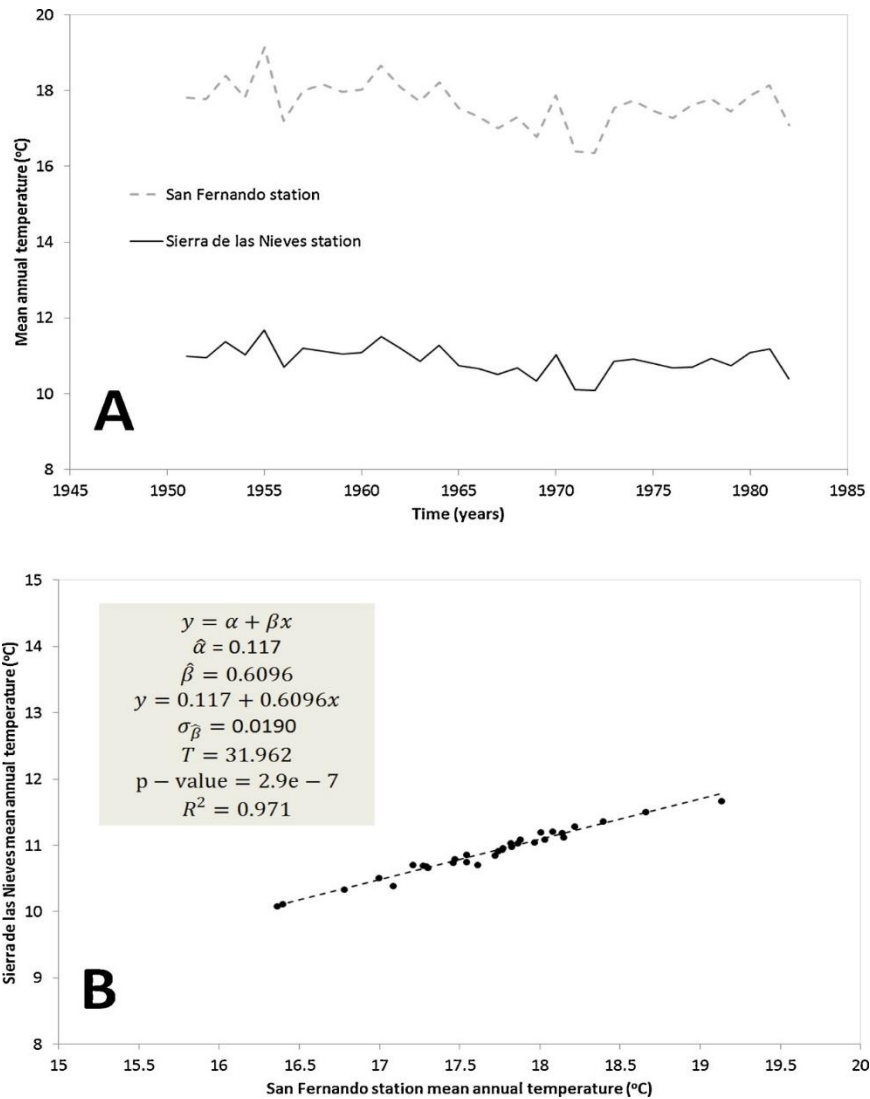 20
18
16
14
12
10
8
Mean annual temperature (ºC)
San Fernando station
Sierra de las Nieves station
A
1945 1950 1955 1960 1965 1970 1975 1980 1985
Time (years)
15
14
13
12
11
10
9
8
Sierra de las Nieves mean annual temperature (ºC)
y = α + βx
α̂ = 0.117
β̂ = 0.6096
y = 0.117 + 0.6096x
σ_β̂ = 0.0190
T = 31.962
p − value = 2.9e − 7
R² = 0.971
B
15 15.5 16 16.5 17 17.5 18 18.5 19 19.5 20
San Fernando station mean annual temperature (ºC)